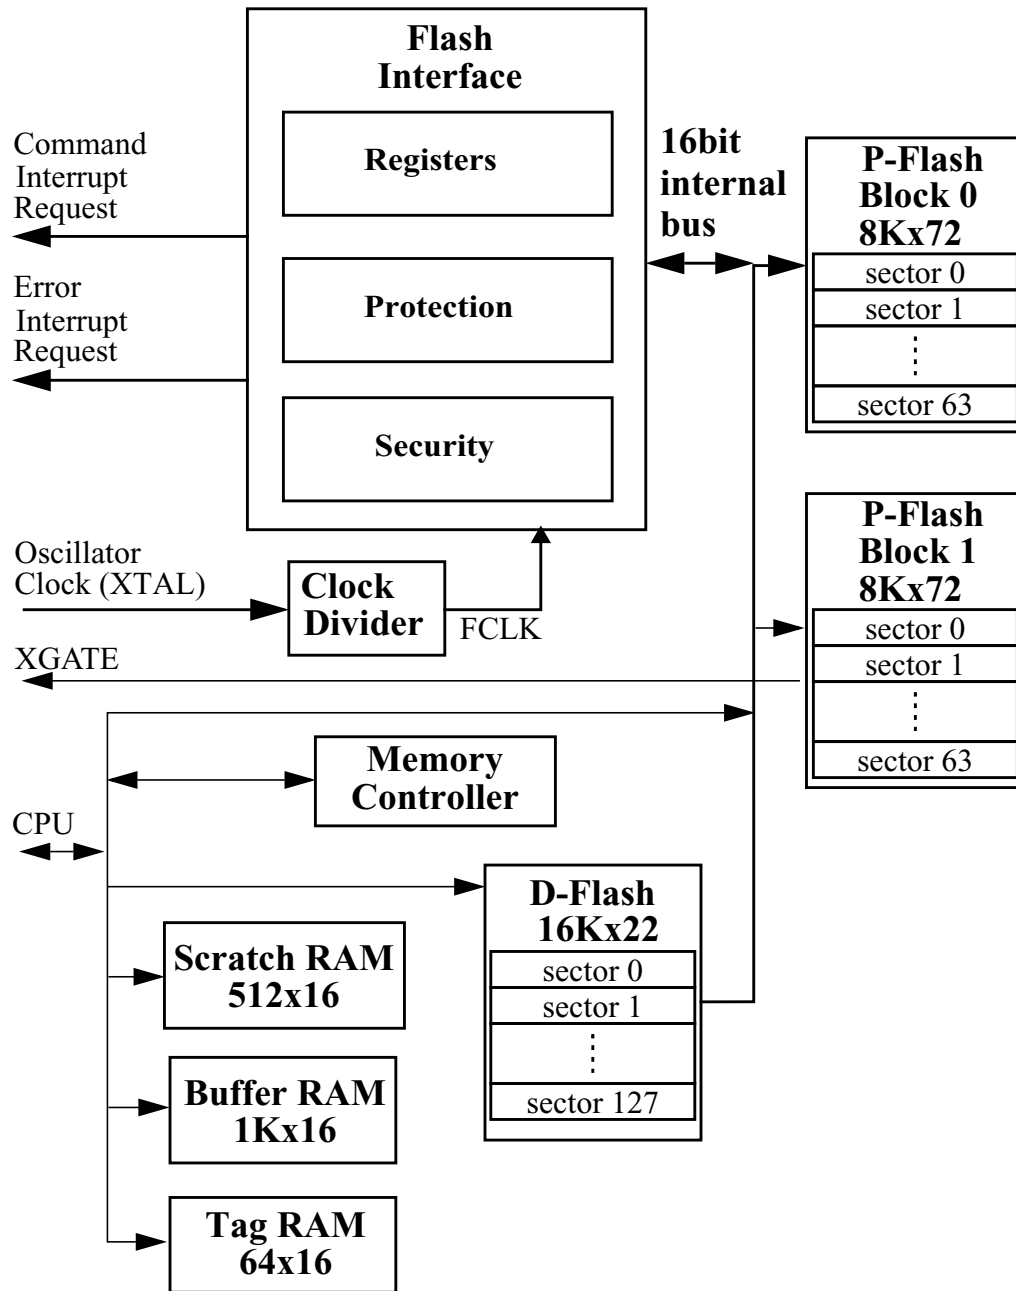 Flash
Interface
Registers
Protection
Security
Command
Interrupt
Request
Error
Interrupt
Request
16bit
internal
bus
P-Flash
Block 0
8Kx72
sector 0
sector 1
sector 63
P-Flash
Block 1
8Kx72
sector 0
sector 1
sector 63
Oscillator
Clock (XTAL)
Clock
Divider
FCLK
XGATE
Memory
Controller
CPU
D-Flash
16Kx22
sector 0
sector 1
sector 127
Scratch RAM
512x16
Buffer RAM
1Kx16
Tag RAM
64x16